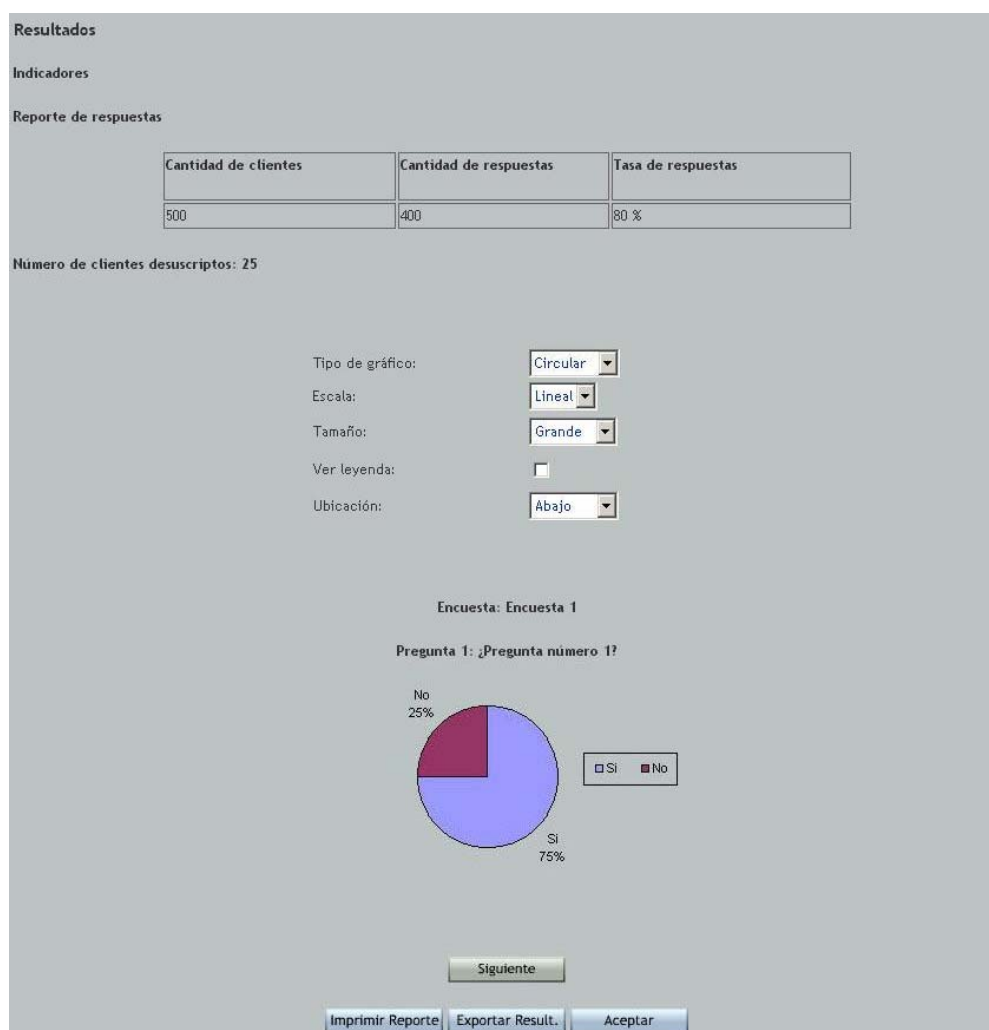 Resultados
Indicadores
Reporte de respuestas
Cantidad de clientes Cantidad de respuestas Tasa de respuestas
500 400 80 %
Número de clientes desuscriptos: 25
Tipo de gráfico: Circular
Escala: Lineal
Tamaño: Grande
Ver leyenda:
Ubicación: Abajo
Encuesta: Encuesta 1
Pregunta 1: ¿Pregunta número 1?
No
25%
Si No
Si
75%
Siguiente
Imprimir Reporte Exportar Result. Aceptar